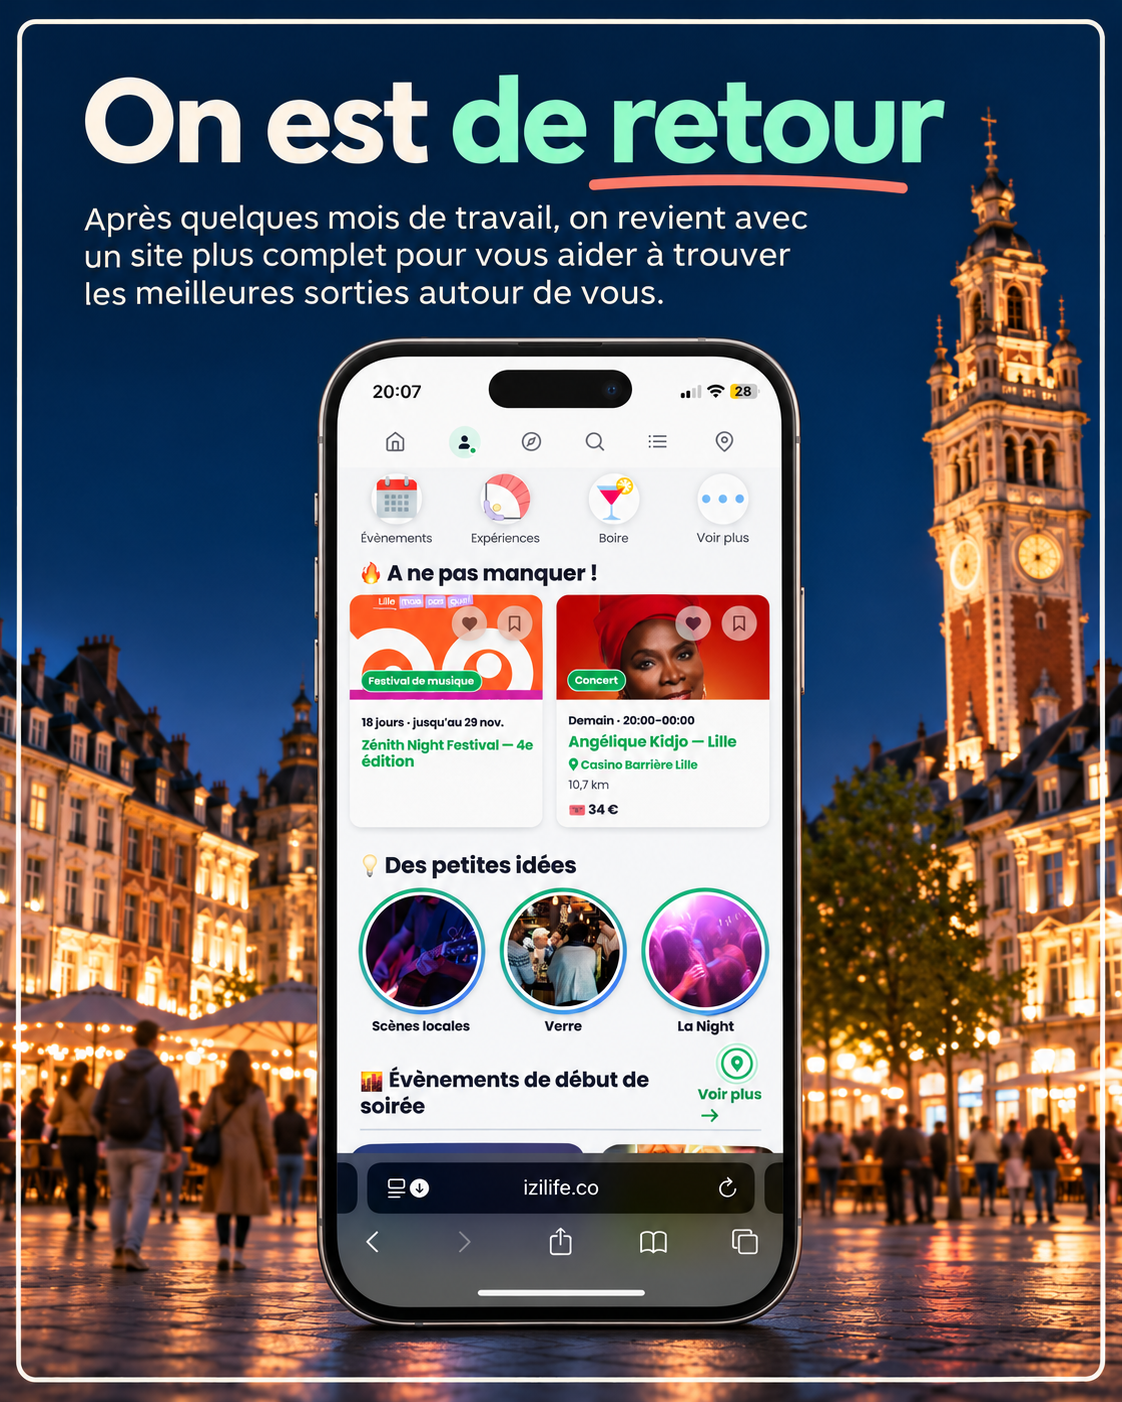 On est de retour
Après quelques mois de travail, on revient avec
un site plus complet pour vous aider à trouver
les meilleures sorties autour de vous.
20:07
28
Évènements
Expériences
Boire
Voir plus
🔥 A ne pas manquer !
Lille
Festival de musique
Concert
18 jours · jusqu'au 29 nov.
Zénith Night Festival — 4e
édition
Demain · 20:00-00:00
Angélique Kidjo — Lille
Casino Barrière Lille
10,7 km
34 €
💡 Des petites idées
Scènes locales
Verre
La Night
Évènements de début de
soirée
Voir plus
→
izilife.co